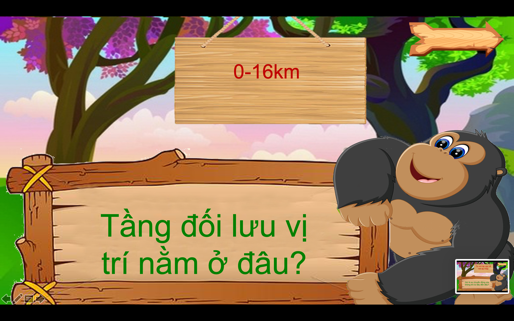 0-16km
Tầng đối lưu vị
trí nằm ở đâu?